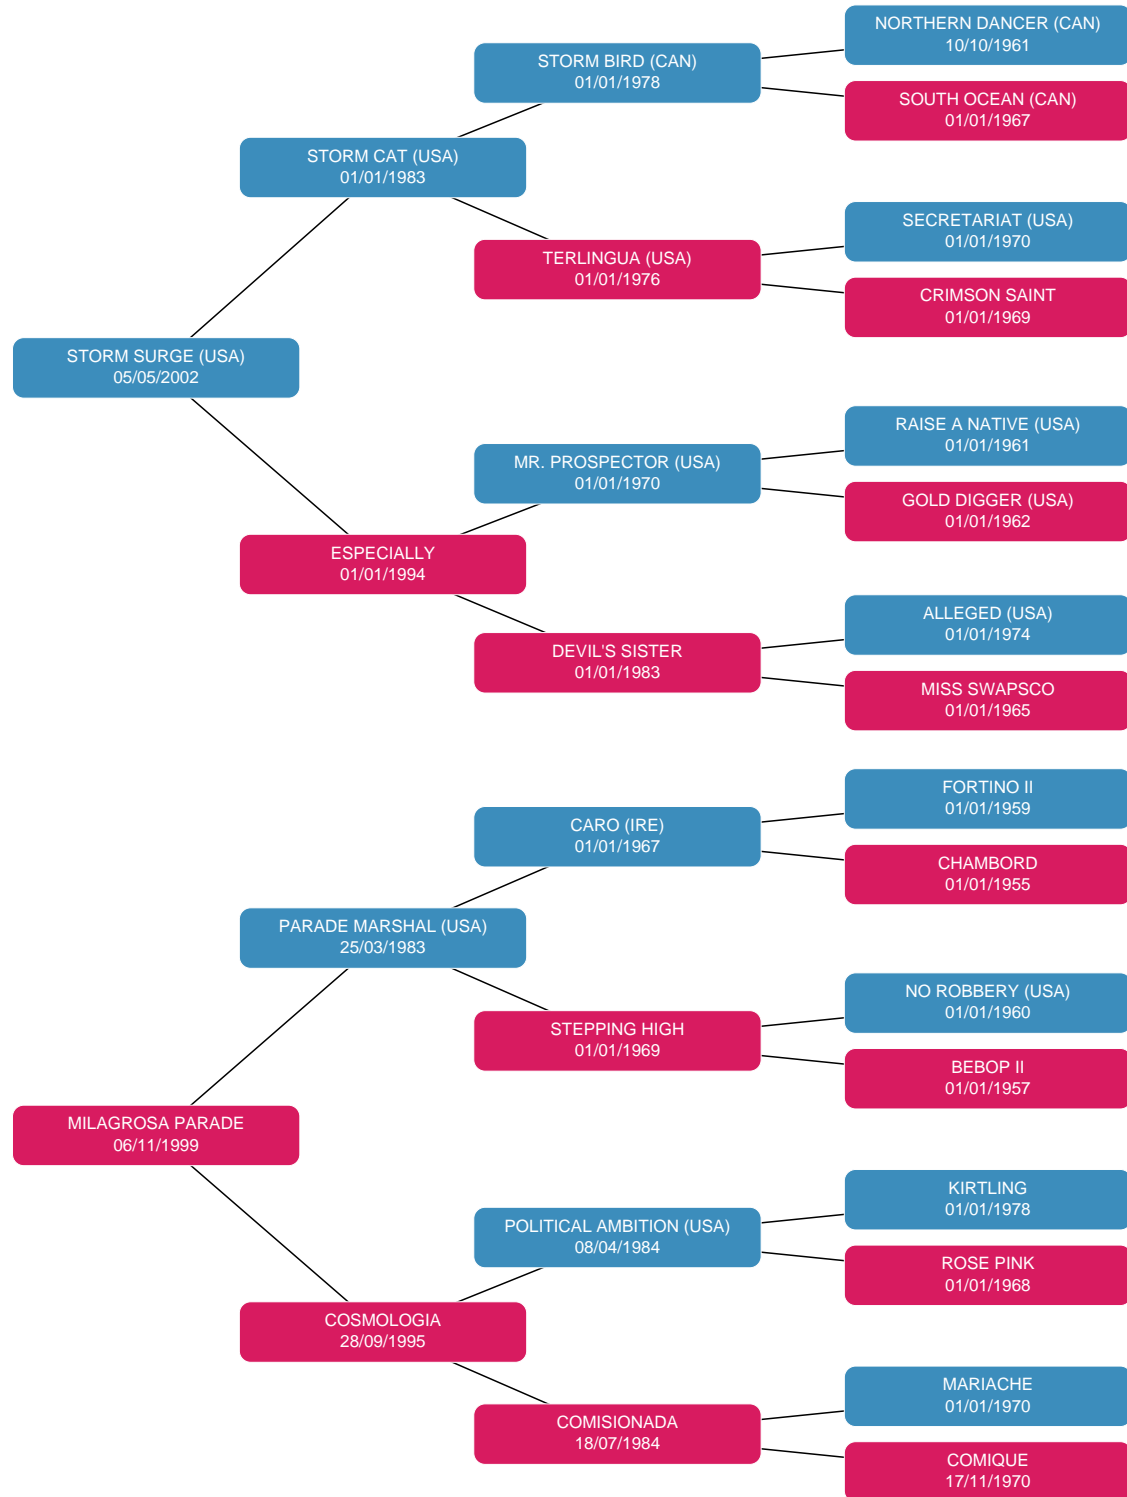 NORTHERN DANCER (CAN)
10/10/1961
STORM BIRD (CAN)
01/01/1978
SOUTH OCEAN (CAN)
01/01/1967
STORM CAT (USA)
01/01/1983
SECRETARIAT (USA)
01/01/1970
TERLINGUA (USA)
01/01/1976
CRIMSON SAINT
01/01/1969
STORM SURGE (USA)
05/05/2002
RAISE A NATIVE (USA)
01/01/1961
MR. PROSPECTOR (USA)
01/01/1970
GOLD DIGGER (USA)
01/01/1962
ESPECIALLY
01/01/1994
ALLEGED (USA)
01/01/1974
DEVIL'S SISTER
01/01/1983
MISS SWAPSCO
01/01/1965
FORTINO II
01/01/1959
CARO (IRE)
01/01/1967
CHAMBORD
01/01/1955
PARADE MARSHAL (USA)
25/03/1983
NO ROBBERY (USA)
01/01/1960
STEPPING HIGH
01/01/1969
BEBOP II
01/01/1957
MILAGROSA PARADE
06/11/1999
KIRTLING
01/01/1978
POLITICAL AMBITION (USA)
08/04/1984
ROSE PINK
01/01/1968
COSMOLOGIA
28/09/1995
MARIACHE
01/01/1970
COMISIONADA
18/07/1984
COMIQUE
17/11/1970